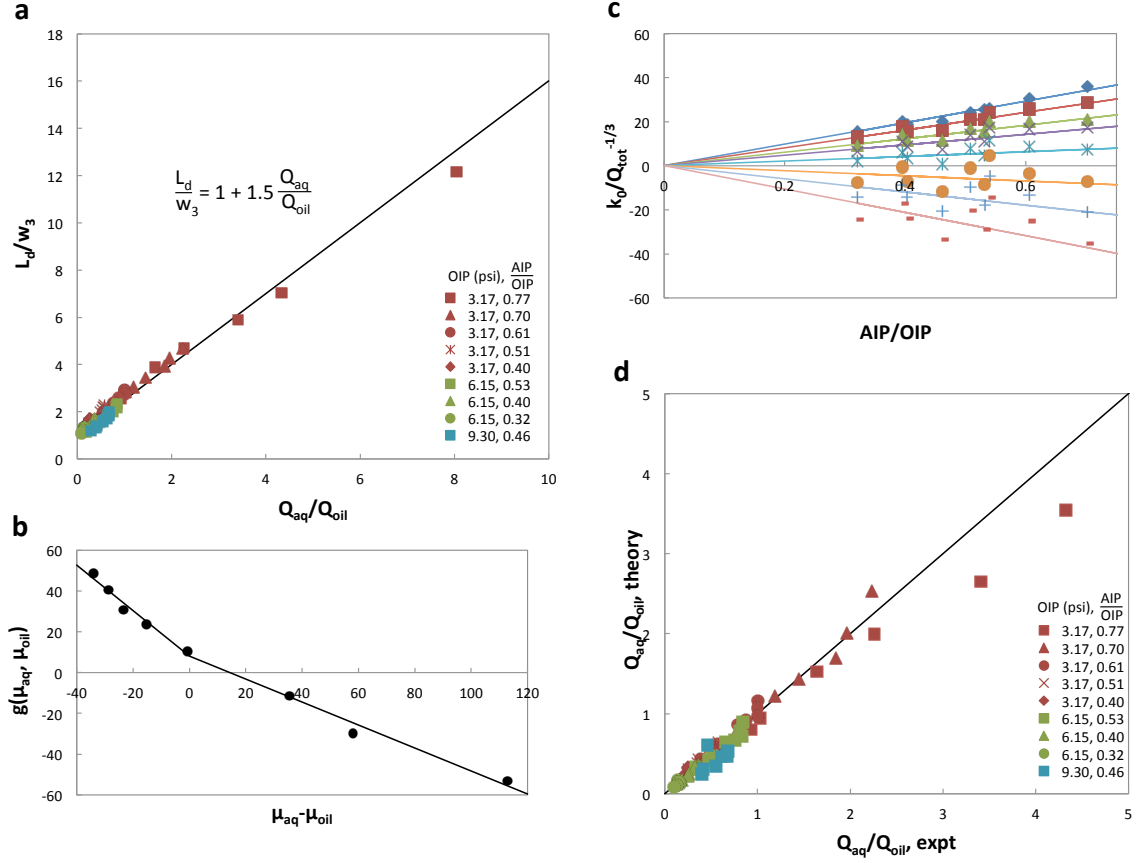 a
L_d/w_3
18
16
14
12
10
8
6
4
2
0
L_d/w_3 = 1 + 1.5 Q_aq/Q_oil
OIP (psi), AIP/OIP
3.17, 0.77
3.17, 0.70
3.17, 0.61
3.17, 0.51
3.17, 0.40
6.15, 0.53
6.15, 0.40
6.15, 0.32
9.30, 0.46
0 2 4 6 8 10
Q_aq/Q_oil
b
g(μ_aq, μ_oil)
60
40
20
0
-20
-40
-60
-40 -20 0 20 40 60 80 100 120
μ_aq-μ_oil
c
k_0/Q_tot^-1/3
60
40
20
0
-20
-40
-60
0 0.2 0.4 0.6
AIP/OIP
d
Q_aq/Q_oil, theory
5
4
3
2
1
0
OIP (psi), AIP/OIP
3.17, 0.77
3.17, 0.70
3.17, 0.61
3.17, 0.51
3.17, 0.40
6.15, 0.53
6.15, 0.40
6.15, 0.32
9.30, 0.46
0 1 2 3 4 5
Q_aq/Q_oil, expt